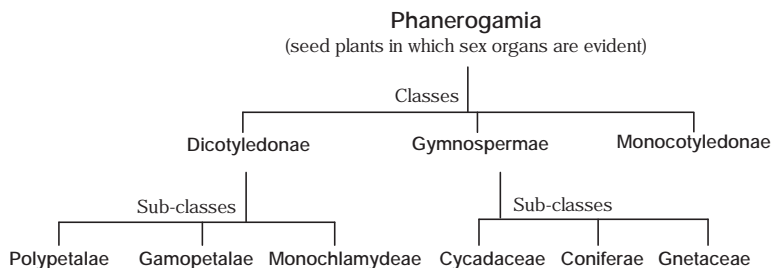 Phanerogamia
(seed plants in which sex organs are evident)
Classes
Dicotyledonae Gymnospermae Monocotyledonae
Sub-classes Sub-classes
Polypetalae Gamopetalae Monochlamydeae Cycadaceae Coniferae Gnetaceae